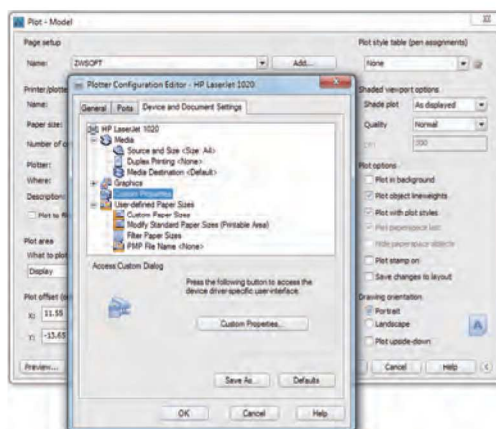 Plot - Model
Page setup
Name:
ZWSOFT
Add...
Printer/plotter
Name:
Paper size:
Plotter:
Where:
Description:
Plot area
What to plot
Display
X: 11.55
Y: -13.65
Preview...
Plotter Configuration Editor - HP LaserJet 1020
General
Ports
Device and Document Settings
HP LaserJet 1020
Media
Source and Size <Size: A4>
Duplex Printing <None>
Media Destination <Default>
Graphics
Custom Properties
User-defined Paper Sizes
Custom Paper Sizes
Modify Standard Paper Sizes (Printable Area)
Filter Paper Sizes
PMP File Name <None>
Access Custom Dialog
Press the following button to access the
device driver-specific user-interface.
Custom Properties...
Save As...
Defaults
OK
Cancel
Help
Plot style table (pen assignments)
None
Shaded viewport options
Shade plot
As displayed
Quality
Normal
300
Plot options
Plot in background
Plot object lineweights
Plot with plot styles
Plot paperspace last
Hide paperspace objects
Plot stamp on
Save changes to layout
Drawing orientation
Portrait
Landscape
Plot upside-down
A
Cancel
Help